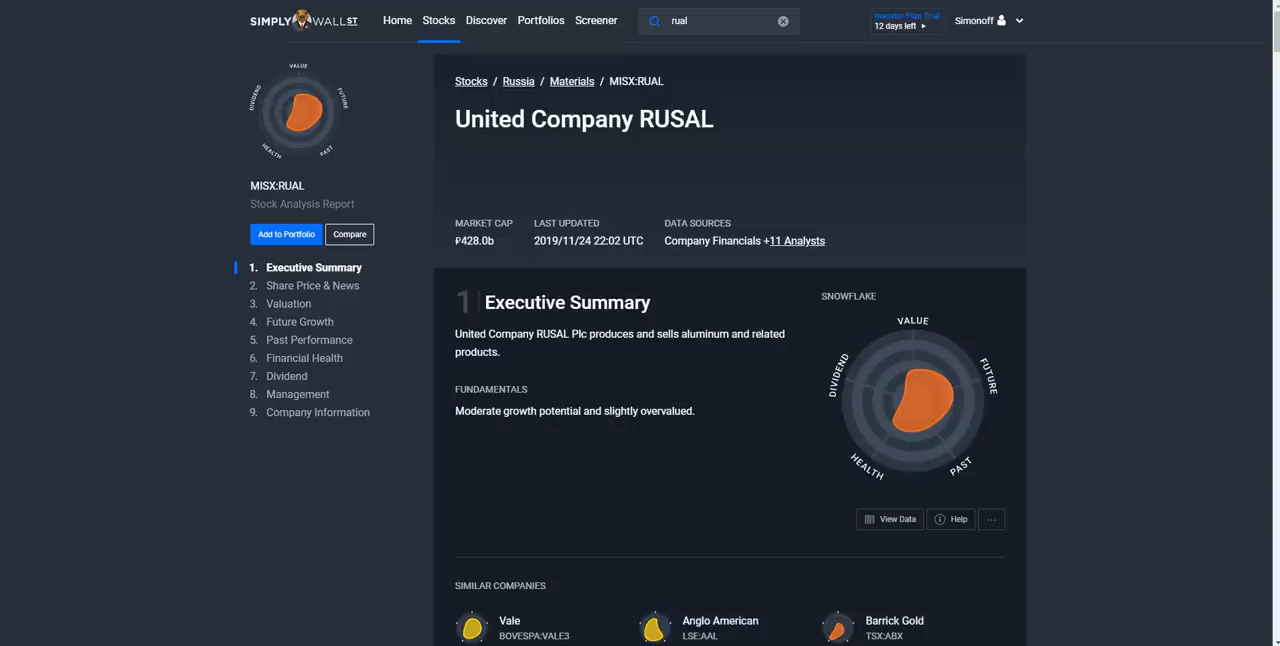 SIMPLY WALL ST
Home Stocks Discover Portfolios Screener
rual
Investor Plan Trial
12 days left
Simonoff
VALUE
FUTURE
PAST
HEALTH
DIVIDEND
MISX:RUAL
Stock Analysis Report
Add to Portfolio Compare
1. Executive Summary
2. Share Price & News
3. Valuation
4. Future Growth
5. Past Performance
6. Financial Health
7. Dividend
8. Management
9. Company Information
Stocks / Russia / Materials / MISX:RUAL
United Company RUSAL
MARKET CAP LAST UPDATED DATA SOURCES
₽428.0b 2019/11/24 22:02 UTC Company Financials +11 Analysts
1 Executive Summary
United Company RUSAL Plc produces and sells aluminum and related
products.
FUNDAMENTALS
Moderate growth potential and slightly overvalued.
SNOWFLAKE
VALUE
FUTURE
PAST
HEALTH
DIVIDEND
View Data Help ...
SIMILAR COMPANIES
Vale Anglo American Barrick Gold
BOVESPA:VALE3 LSE:AAL TSX:ABX